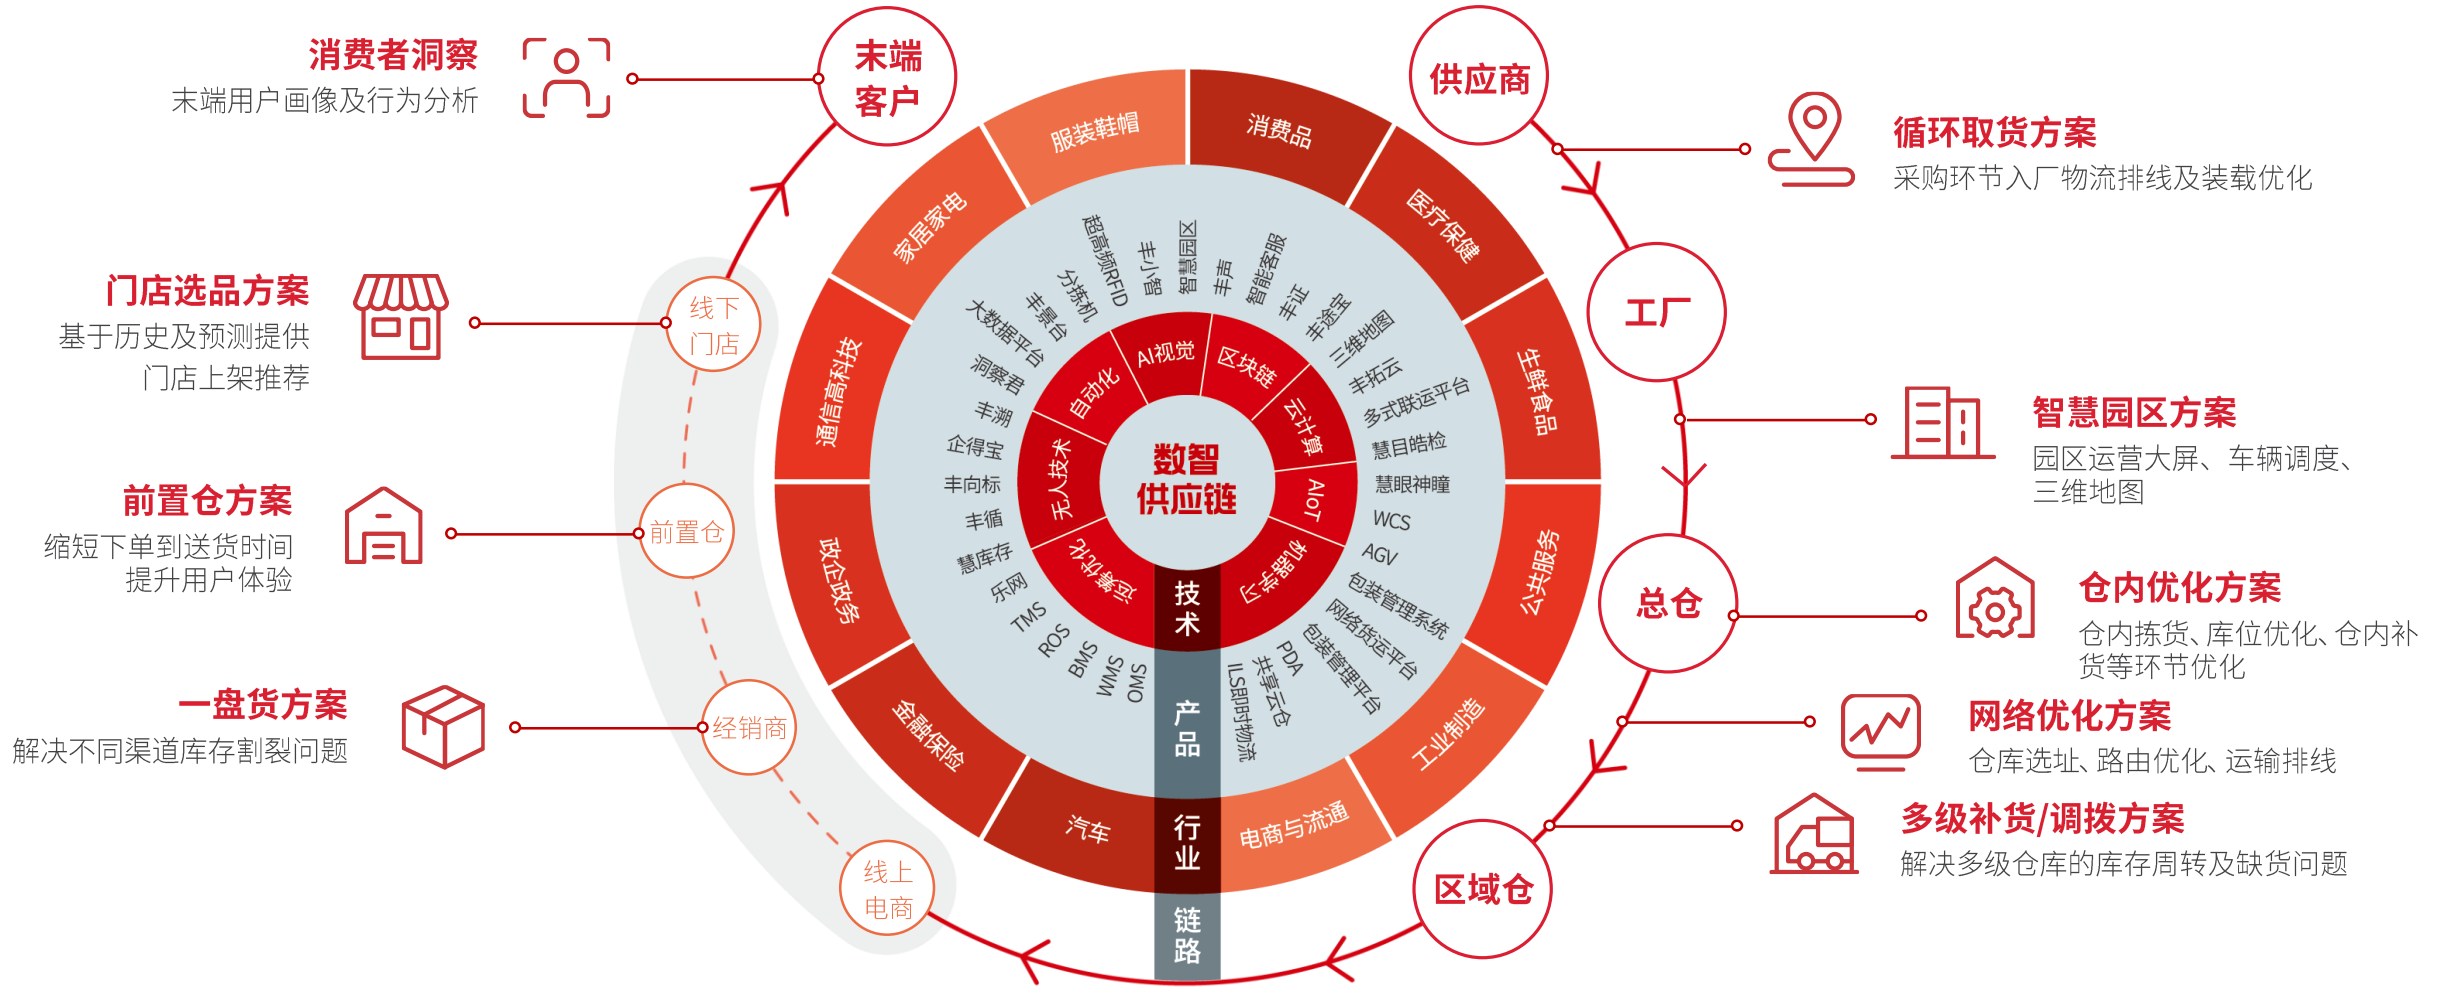 消费者洞察
末端用户画像及行为分析
门店选品方案
基于历史及预测提供
门店上架推荐
前置仓方案
缩短下单到送货时间
提升用户体验
一盘货方案
解决不同渠道库存割裂问题
末端
客户
线下
门店
前置仓
经销商
线上
电商
供应商
工厂
总仓
区域仓
循环取货方案
采购环节入厂物流排线及装载优化
智慧园区方案
园区运营大屏、车辆调度、
三维地图
仓内优化方案
仓内拣货、库位优化、仓内补
货等环节优化
网络优化方案
仓库选址、路由优化、运输排线
多级补货/调拨方案
解决多级仓库的库存周转及缺货问题
消费品
医疗保健
生鲜食品
公共服务
工业制造
电商与流通
汽车
金融保险
政企政务
通信高科技
家居家电
服装鞋帽
智慧园区
丰声
智能客服
丰证
丰途宝
三维地图
丰拓云
多式联运平台
慧目皓检
慧眼神瞳
WCS
AGV
包装管理系统
网络货运平台
包装管理平台
PDA
共享云仓
ILS即时物流
OMS
WMS
BMS
ROS
TMS
乐网
慧库存
丰循
丰向标
企得宝
丰溯
洞察君
大数据平台
丰景台
分拣机
超高频RFID
丰小智
AI视觉
区块链
云计算
AIoT
机器学习
运筹优化
无人技术
自动化
数智
供应链
技
术
产
品
行
业
链
路